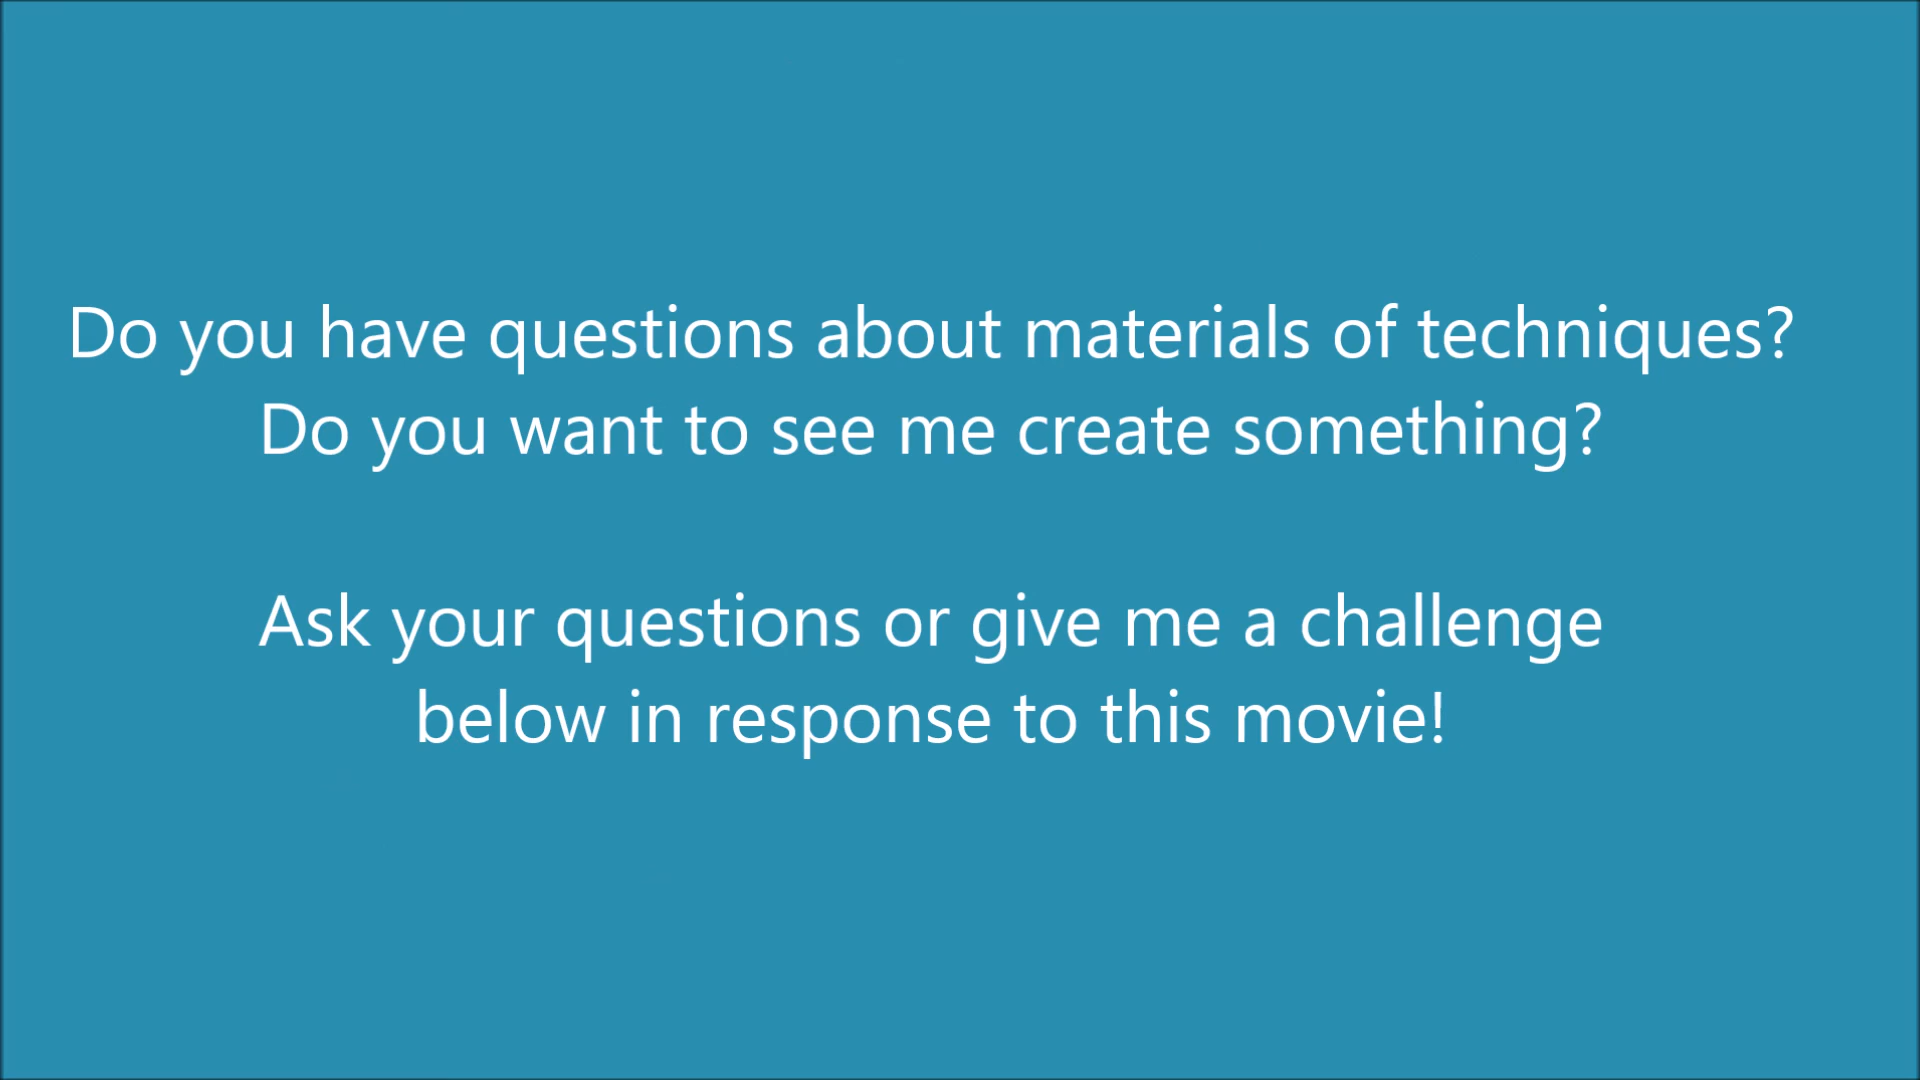 Do you have questions about materials of techniques?
Do you want to see me create something?
Ask your questions or give me a challenge
below in response to this movie!